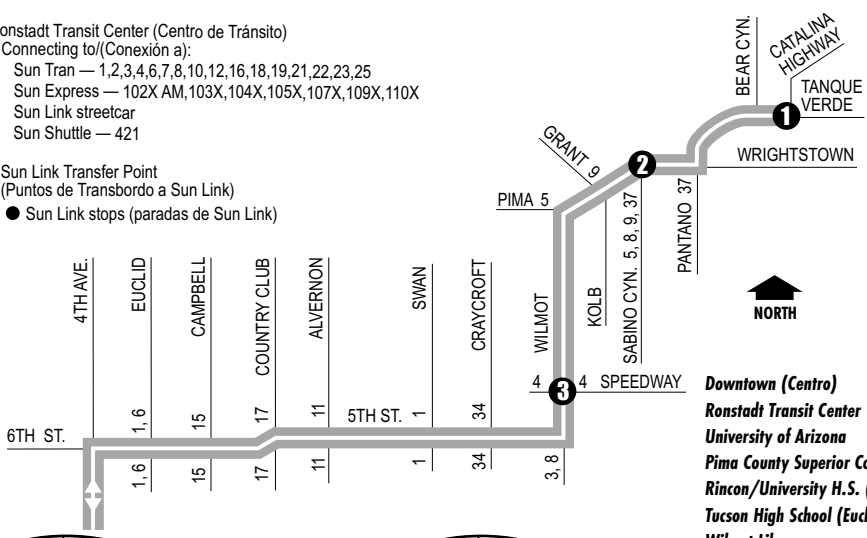 onstadt Transit Center (Centro de Tránsito)
Connecting to/(Conexión a):
Sun Tran — 1,2,3,4,6,7,8,10,12,16,18,19,21,22,23,25
Sun Express — 102X AM,103X,104X,105X,107X,109X,110X
Sun Link streetcar
Sun Shuttle — 421
Sun Link Transfer Point
(Puntos de Transbordo a Sun Link)
Sun Link stops (paradas de Sun Link)
BEAR CYN.
CATALINA
HIGHWAY
TANQUE
VERDE
1
WRIGHTSTOWN
GRANT 9
2
PIMA 5
PANTANO 37
SABINO CYN. 5, 8, 9, 37
KOLB
WILMOT
NORTH
4TH AVE.
EUCLID
CAMPBELL
COUNTRY CLUB
ALVERNON
SWAN
CRAYCROFT
4
3
4 SPEEDWAY
6TH ST.
1, 6
15
17
11
5TH ST.
1
34
1, 6
15
17
11
1
34
3, 8
Downtown (Centro)
Ronstadt Transit Center
University of Arizona
Pima County Superior Co
Rincon/University H.S. (
Tucson High School (Eucl